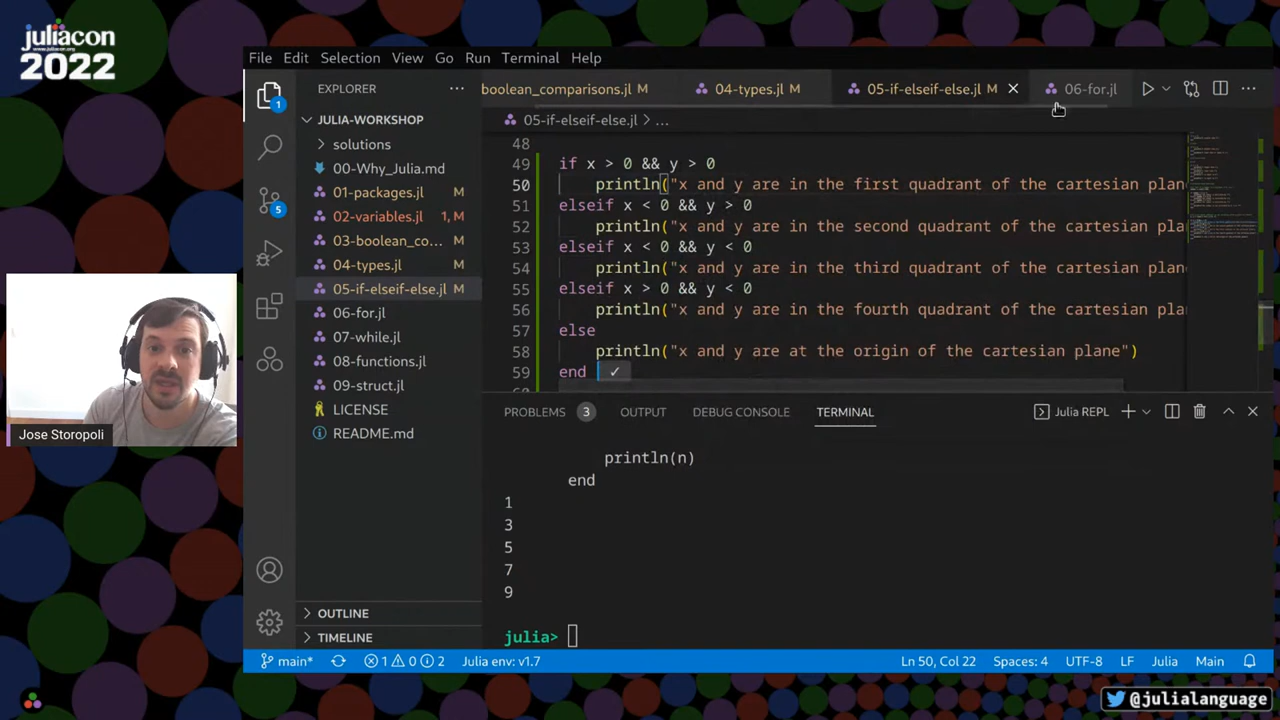 juliacon
www.juliacon.org
2022
File Edit Selection View Go Run Terminal Help
EXPLORER
boolean_comparisons.jl M
04-types.jl M
05-if-elseif-else.jl M
06-for.jl
JULIA-WORKSHOP
solutions
00-Why_Julia.md
01-packages.jl M
02-variables.jl 1, M
03-boolean_co... M
04-types.jl M
05-if-elseif-else.jl M
06-for.jl
07-while.jl
08-functions.jl
09-struct.jl
LICENSE
README.md
OUTLINE
TIMELINE
1
5
05-if-elseif-else.jl > ...
48
49 if x > 0 && y > 0
50 println("x and y are in the first quadrant of the cartesian plane
51 elseif x < 0 && y > 0
52 println("x and y are in the second quadrant of the cartesian pla
53 elseif x < 0 && y < 0
54 println("x and y are in the third quadrant of the cartesian plan
55 elseif x > 0 && y < 0
56 println("x and y are in the fourth quadrant of the cartesian pla
57 else
58 println("x and y are at the origin of the cartesian plane")
59 end ✓
PROBLEMS 3 OUTPUT DEBUG CONSOLE TERMINAL Julia REPL
println(n)
end
1
3
5
7
9
julia>
Jose Storopoli
main* 1 0 2 Julia env: v1.7 Ln 50, Col 22 Spaces: 4 UTF-8 LF Julia Main
@julialanguage